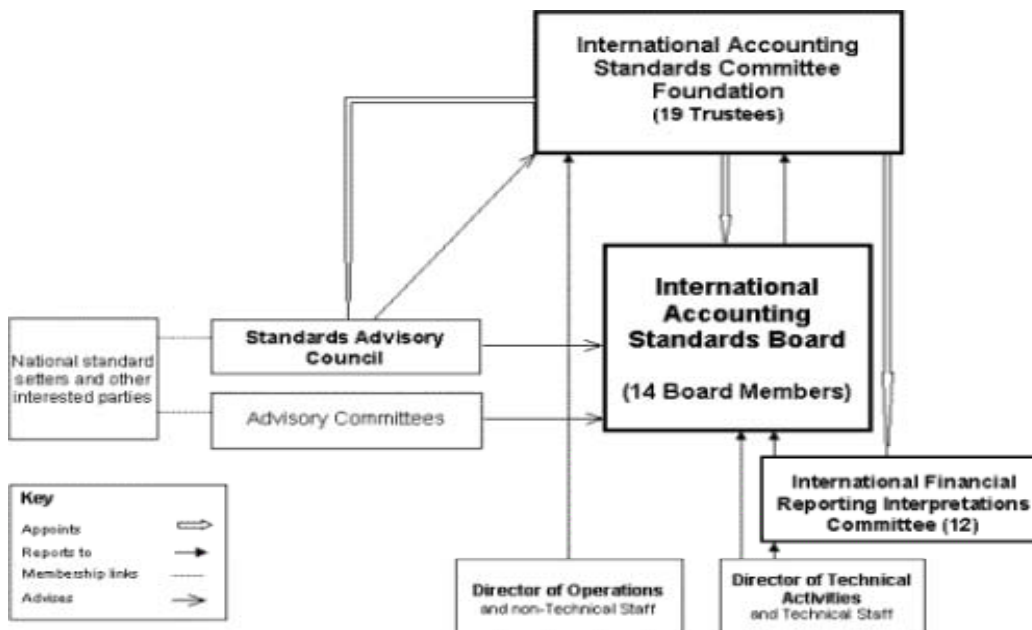 International Accounting
Standards Committee
Foundation
(19 Trustees)
International
Accounting
Standards Board
(14 Board Members)
Standards Advisory
Council
National standard
setters and other
interested parties
Advisory Committees
International Financial
Reporting Interpretations
Committee (12)
Key
Appoints
Reports to
Membership links
Advises
Director of Operations
and non-Technical Staff
Director of Technical
Activities
and Technical Staff